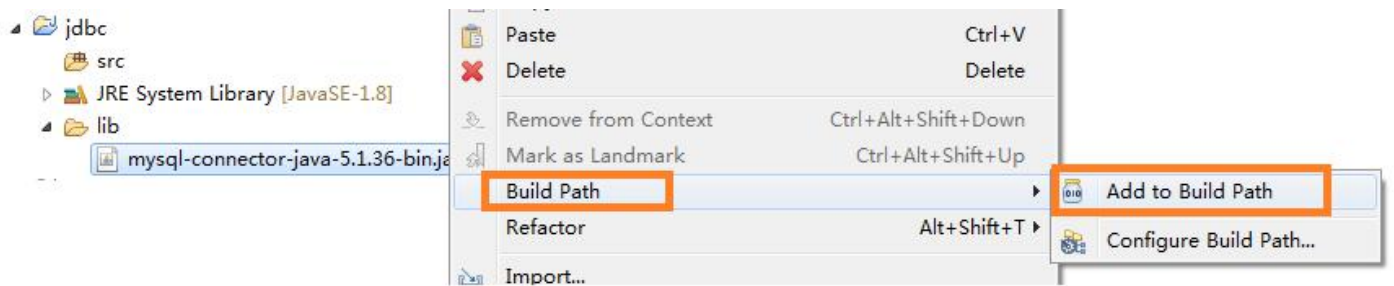 jdbc
src
JRE System Library [JavaSE-1.8]
lib
mysql-connector-java-5.1.36-bin.ja
Paste Ctrl+V
Delete Delete
Remove from Context Ctrl+Alt+Shift+Down
Mark as Landmark Ctrl+Alt+Shift+Up
Build Path
Refactor Alt+Shift+T
Import...
Add to Build Path
Configure Build Path...